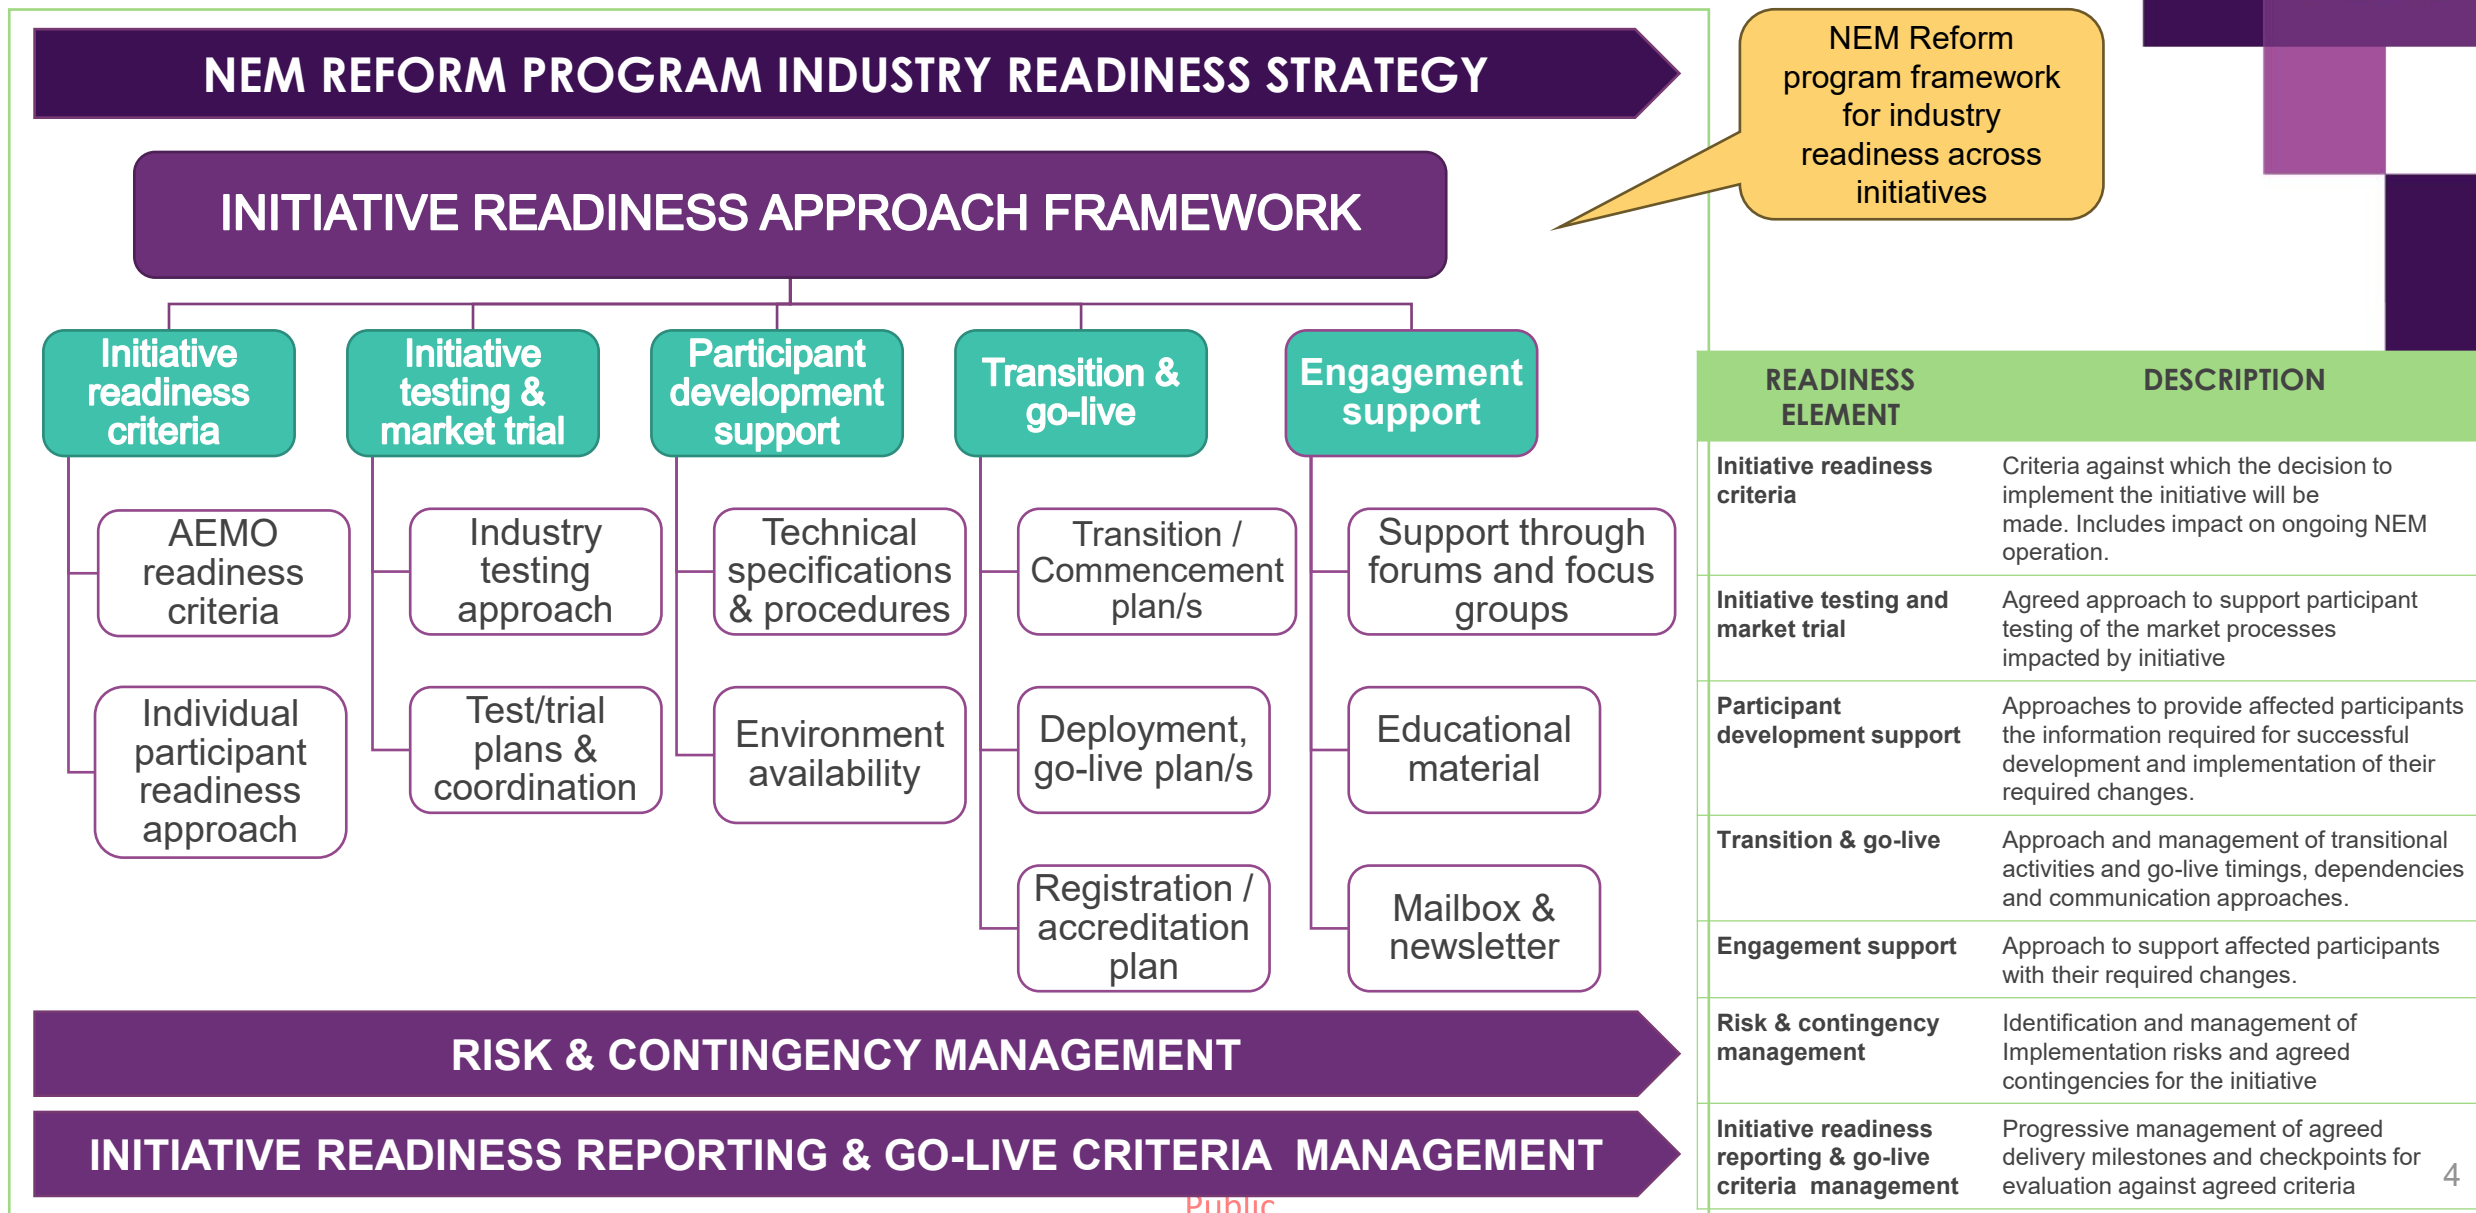 NEM REFORM PROGRAM INDUSTRY READINESS STRATEGY
NEM Reform
program framework
for industry
readiness across
initiatives
INITIATIVE READINESS APPROACH FRAMEWORK
Initiative
readiness
criteria
AEMO
readiness
criteria
Individual
participant
readiness
approach
Initiative
testing &
market trial
Industry
testing
approach
Test/trial
plans &
coordination
Participant
development
support
Technical
specifications
& procedures
Environment
availability
Transition &
go-live
Transition /
Commencement
plan/s
Deployment,
go-live plan/s
Registration /
accreditation
plan
Engagement
support
Support through
forums and focus
groups
Educational
material
Mailbox &
newsletter
RISK & CONTINGENCY MANAGEMENT
INITIATIVE READINESS REPORTING & GO-LIVE CRITERIA  MANAGEMENT
READINESS
ELEMENT
DESCRIPTION
Initiative readiness
criteria
Criteria against which the decision to
implement the initiative will be
made. Includes impact on ongoing NEM
operation.
Initiative testing and
market trial
Agreed approach to support participant
testing of the market processes
impacted by initiative
Participant
development support
Approaches to provide affected participants
the information required for successful
development and implementation of their
required changes.
Transition & go-live
Approach and management of transitional
activities and go-live timings, dependencies
and communication approaches.
Engagement support
Approach to support affected participants
with their required changes.
Risk & contingency
management
Identification and management of
Implementation risks and agreed
contingencies for the initiative
Initiative readiness
reporting & go-live
criteria  management
Progressive management of agreed
delivery milestones and checkpoints for
evaluation against agreed criteria
4
Public